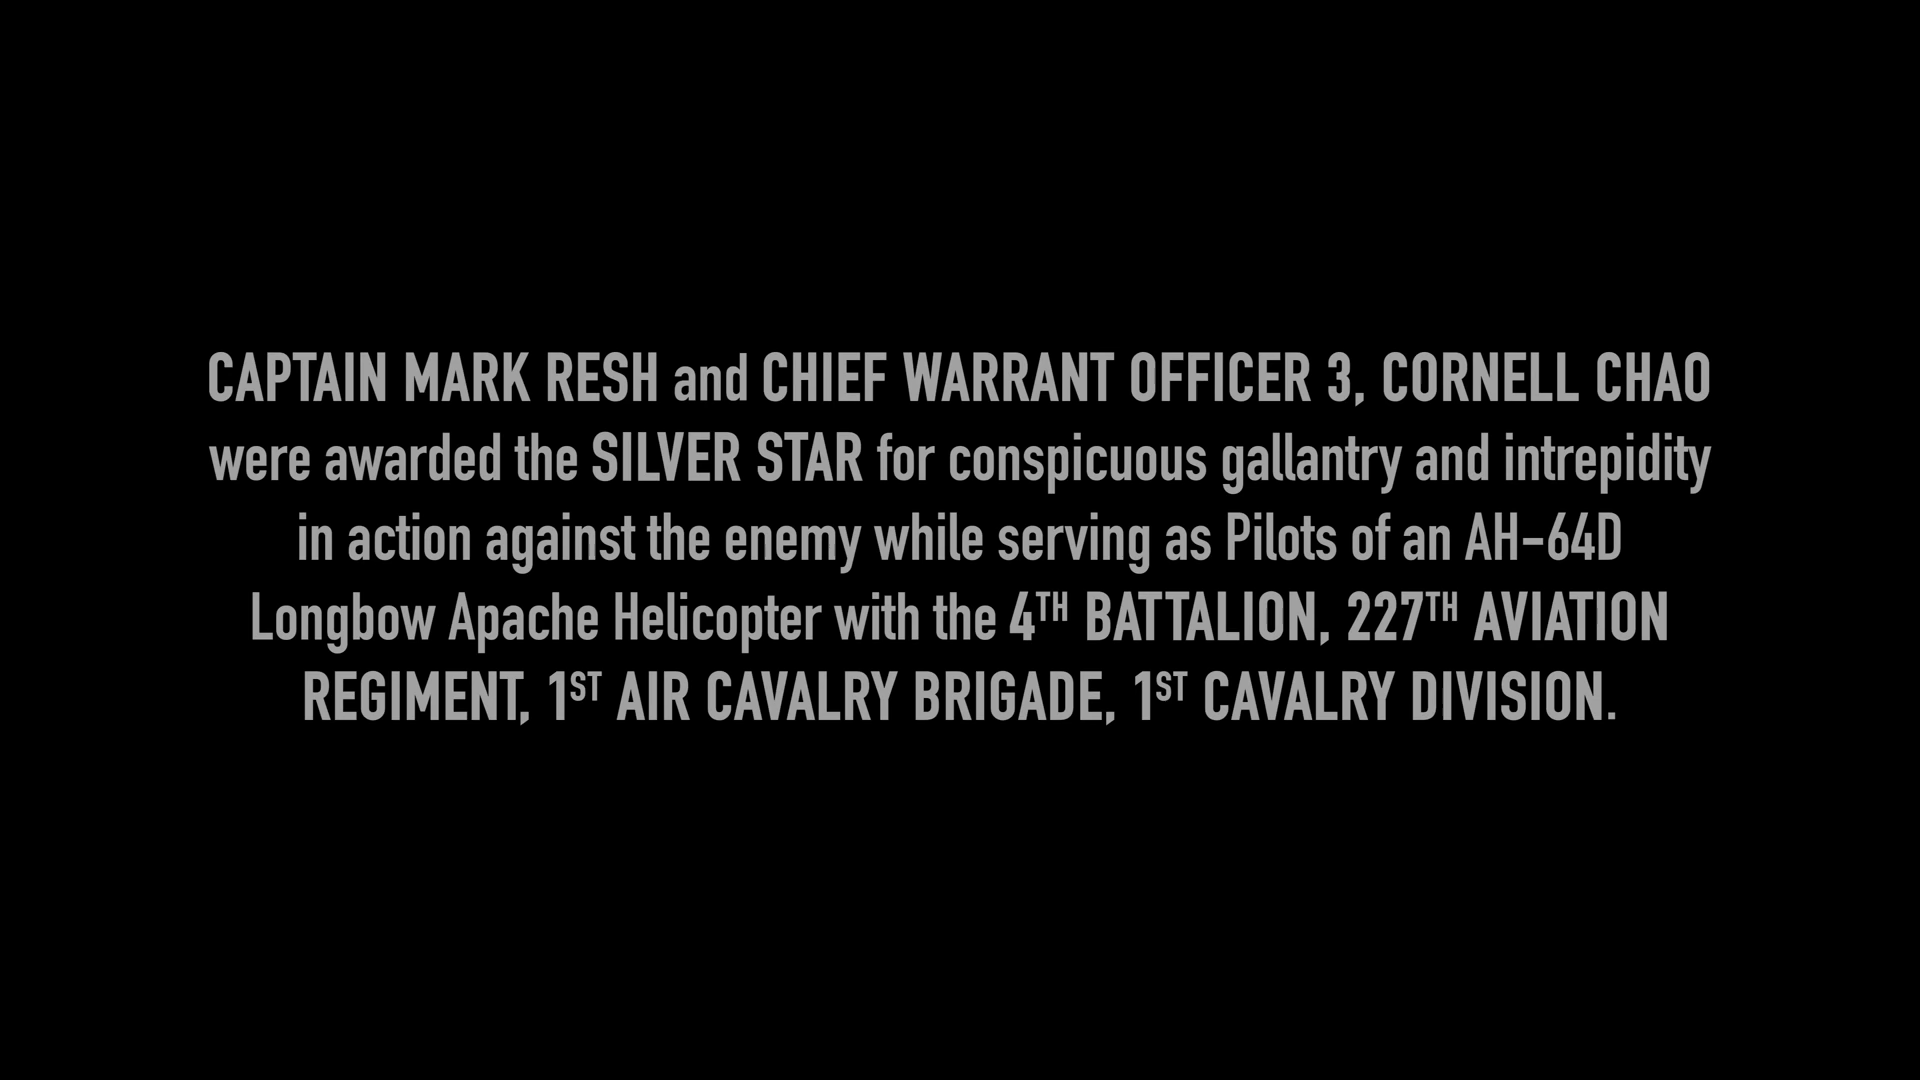 CAPTAIN MARK RESH and CHIEF WARRANT OFFICER 3, CORNELL CHAO
were awarded the SILVER STAR for conspicuous gallantry and intrepidity
in action against the enemy while serving as Pilots of an AH-64D
Longbow Apache Helicopter with the 4TH BATTALION, 227TH AVIATION
REGIMENT, 1ST AIR CAVALRY BRIGADE, 1ST CAVALRY DIVISION.